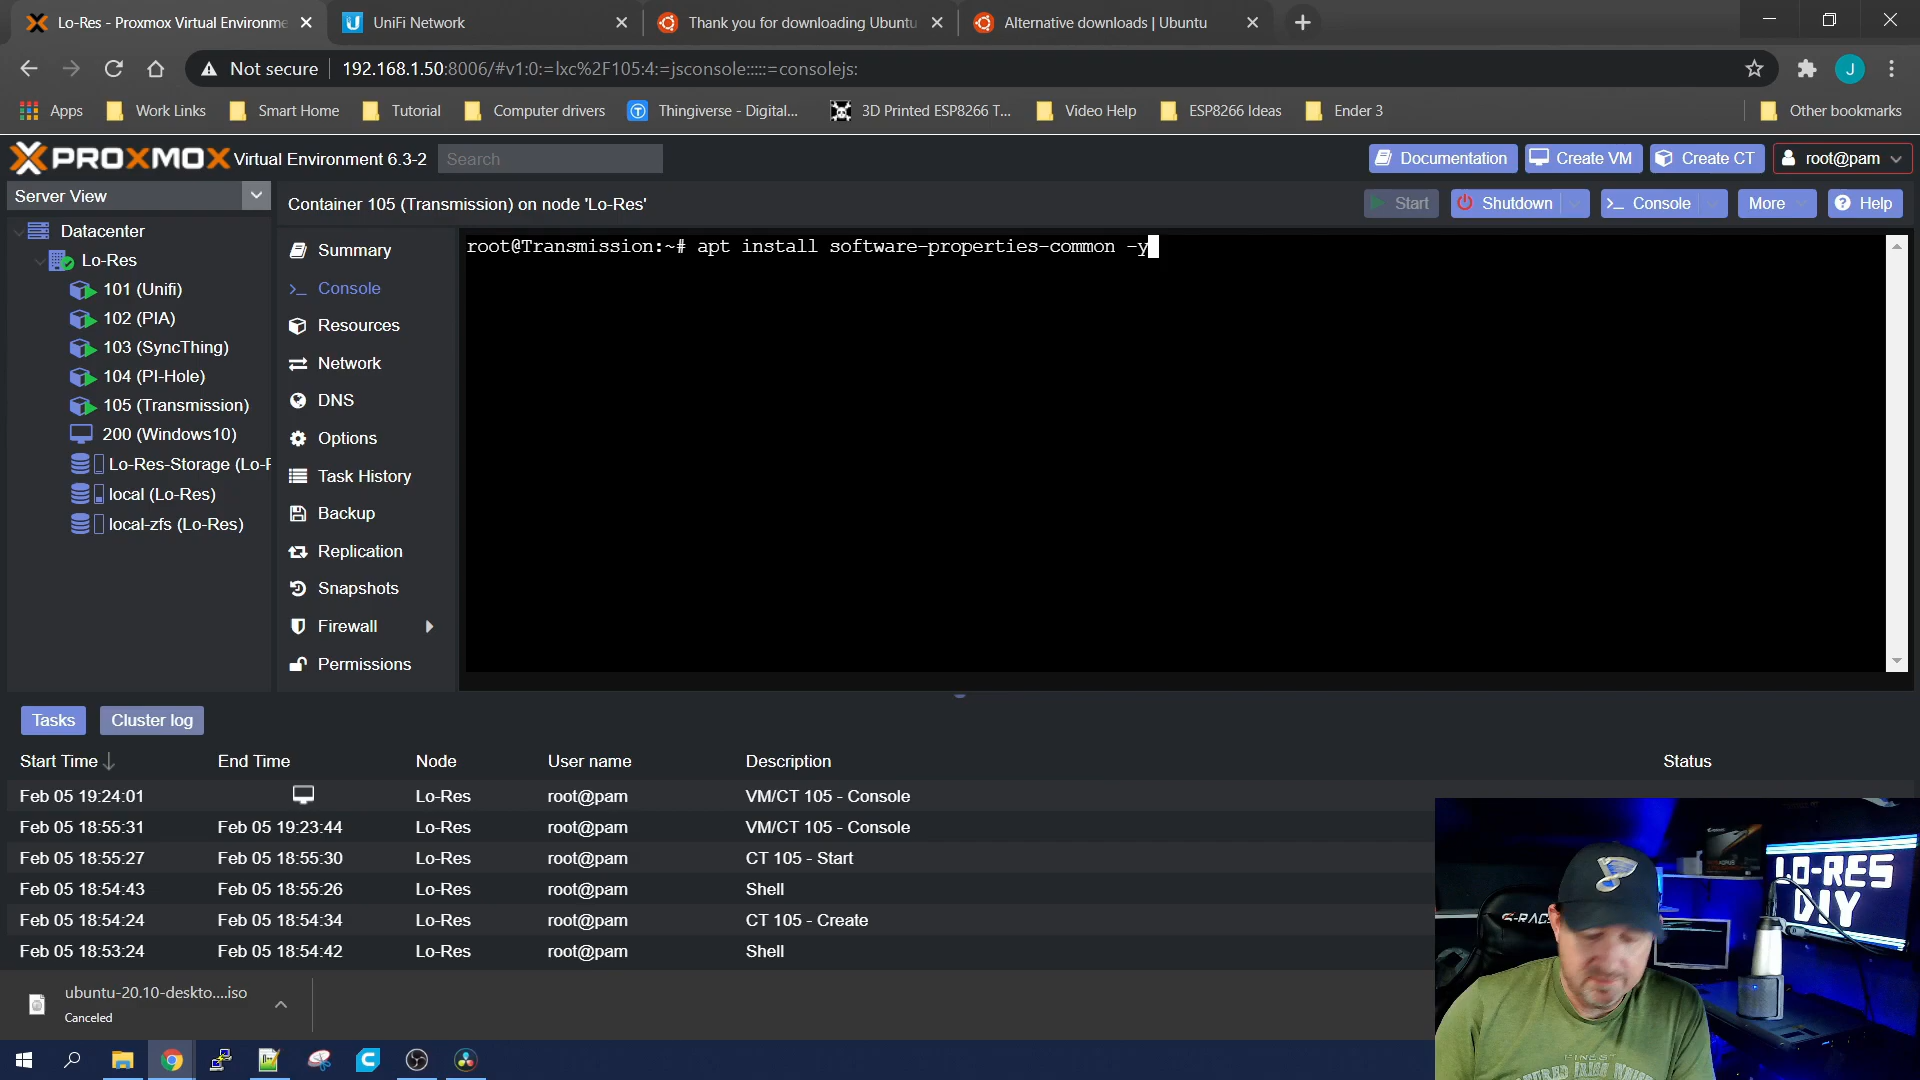 Lo-Res - Proxmox Virtual Environme
UniFi Network
Thank you for downloading Ubuntu
Alternative downloads | Ubuntu
Not secure
192.168.1.50:8006/#v1:0:=lxc%2F105:4:=jsconsole:::::=consolejs:
J
Apps
Work Links
Smart Home
Tutorial
Computer drivers
Thingiverse - Digital...
3D Printed ESP8266 T...
Video Help
ESP8266 Ideas
Ender 3
Other bookmarks
PROXMOX
Virtual Environment 6.3-2
Search
Documentation
Create VM
Create CT
root@pam
Server View
Container 105 (Transmission) on node 'Lo-Res'
Start
Shutdown
Console
More
Help
Datacenter
Lo-Res
101 (Unifi)
102 (PIA)
103 (SyncThing)
104 (PI-Hole)
105 (Transmission)
200 (Windows10)
Lo-Res-Storage (Lo-R
local (Lo-Res)
local-zfs (Lo-Res)
Summary
Console
Resources
Network
DNS
Options
Task History
Backup
Replication
Snapshots
Firewall
Permissions
root@Transmission:~# apt install software-properties-common -y
Tasks
Cluster log
Start Time
End Time
Node
User name
Description
Status
Feb 05 19:24:01
Lo-Res
root@pam
VM/CT 105 - Console
Feb 05 18:55:31
Feb 05 19:23:44
Lo-Res
root@pam
VM/CT 105 - Console
Feb 05 18:55:27
Feb 05 18:55:30
Lo-Res
root@pam
CT 105 - Start
Feb 05 18:54:43
Feb 05 18:55:26
Lo-Res
root@pam
Shell
Feb 05 18:54:24
Feb 05 18:54:34
Lo-Res
root@pam
CT 105 - Create
Feb 05 18:53:24
Feb 05 18:54:42
Lo-Res
root@pam
Shell
LO-RES
DIY
ubuntu-20.10-deskto....iso
Canceled